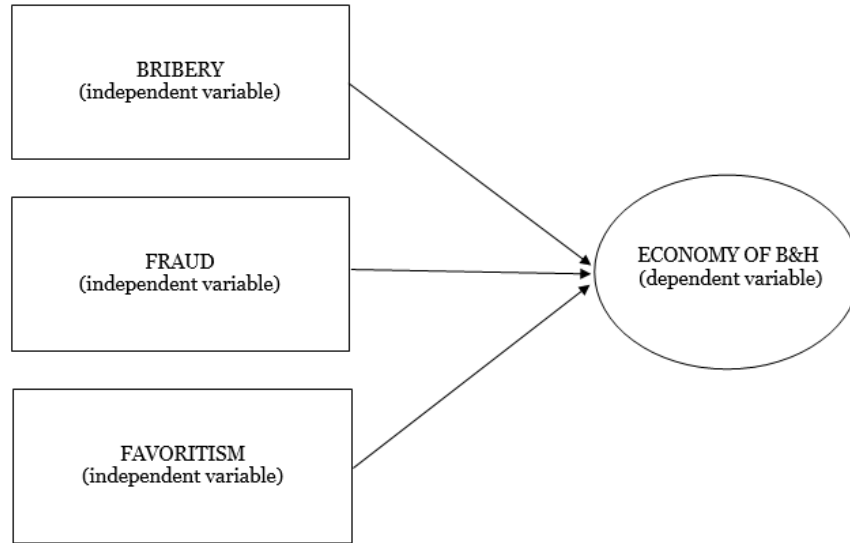 BRIBERY
(independent variable)
FRAUD
(independent variable)
FAVORITISM
(independent variable)
ECONOMY OF B&H
(dependent variable)